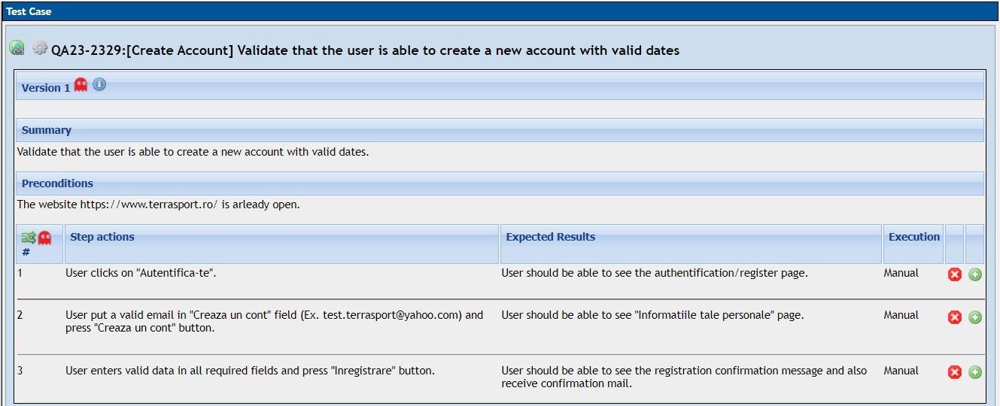 Test Case
QA23-2329:[Create Account] Validate that the user is able to create a new account with valid dates
Version 1
Summary
Validate that the user is able to create a new account with valid dates.
Preconditions
The website https://www.terrasport.ro/ is arleady open.
# Step actions Expected Results Execution
1 User clicks on "Autentifica-te". User should be able to see the authentification/register page. Manual
2 User put a valid email in "Creaza un cont" field (Ex. test.terrasport@yahoo.com) and User should be able to see "Informatiile tale personale" page. Manual
press "Creaza un cont" button.
3 User enters valid data in all required fields and press "Inregistrare" button. User should be able to see the registration confirmation message and also Manual
receive confirmation mail.